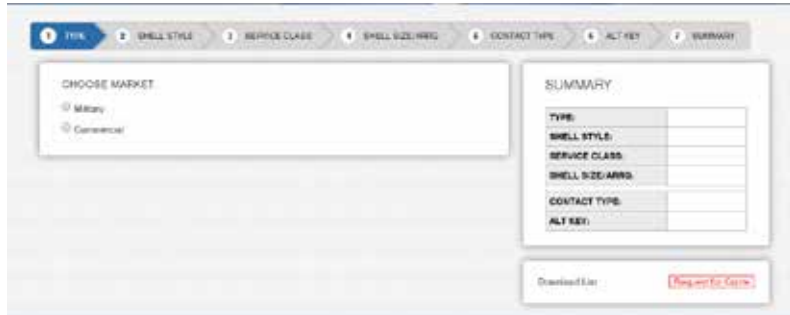 1 TYPE 2 SHELL STYLE 3 SERVICE CLASS 4 SHELL SIZE/ARRG 5 CONTACT TYPE 6 ALT KEY 7 SUMMARY
CHOOSE MARKET
Military
Commercial
SUMMARY
TYPE:
SHELL STYLE:
SERVICE CLASS:
SHELL SIZE/ARRG:
CONTACT TYPE:
ALT KEY:
Download List
Request for Quote